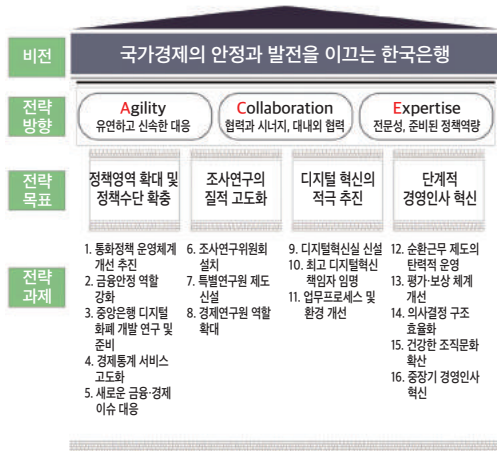 비전
국가경제의 안정과 발전을 이끄는 한국은행
전략
방향
Agility
유연하고 신속한 대응
Collaboration
협력과 시너지, 대내외 협력
Expertise
전문성, 준비된 정책역량
전략
목표
정책영역 확대 및
정책수단 확충
조사연구의
질적 고도화
디지털 혁신의
적극 추진
단계적
경영인사 혁신
전략
과제
1. 통화정책 운영체계
개선 추진
2. 금융안정 역할
강화
3. 중앙은행 디지털
화폐 개발 연구 및
준비
4. 경제통계 서비스
고도화
5. 새로운 금융·경제
이슈 대응
6. 조사연구위원회
설치
7. 특별연구원 제도
신설
8. 경제연구원 역할
확대
9. 디지털혁신실 신설
10. 최고 디지털혁신
책임자 임명
11. 업무프로세스 및
환경 개선
12. 순환근무 제도의
탄력적 운영
13. 평가·보상 체계
개선
14. 의사결정 구조
효율화
15. 건강한 조직문화
확산
16. 중장기 경영인사
혁신